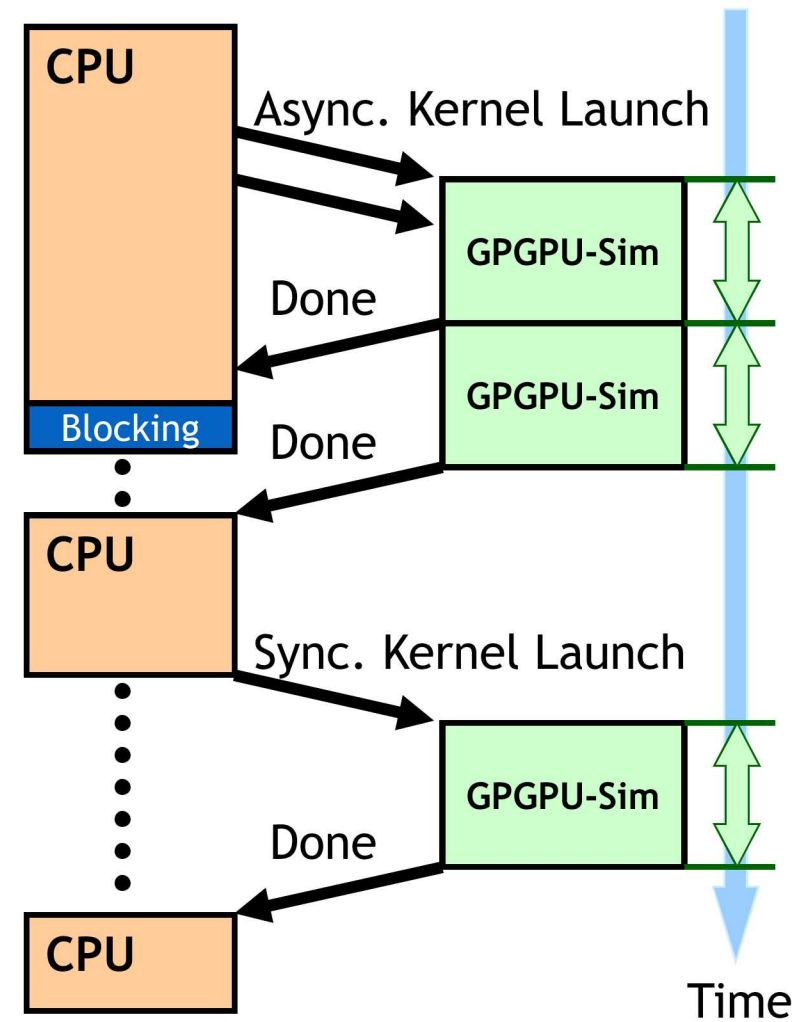 CPU
Async. Kernel Launch
GPGPU-Sim
Done
GPGPU-Sim
Blocking
Done
CPU
Sync. Kernel Launch
GPGPU-Sim
Done
CPU
Time